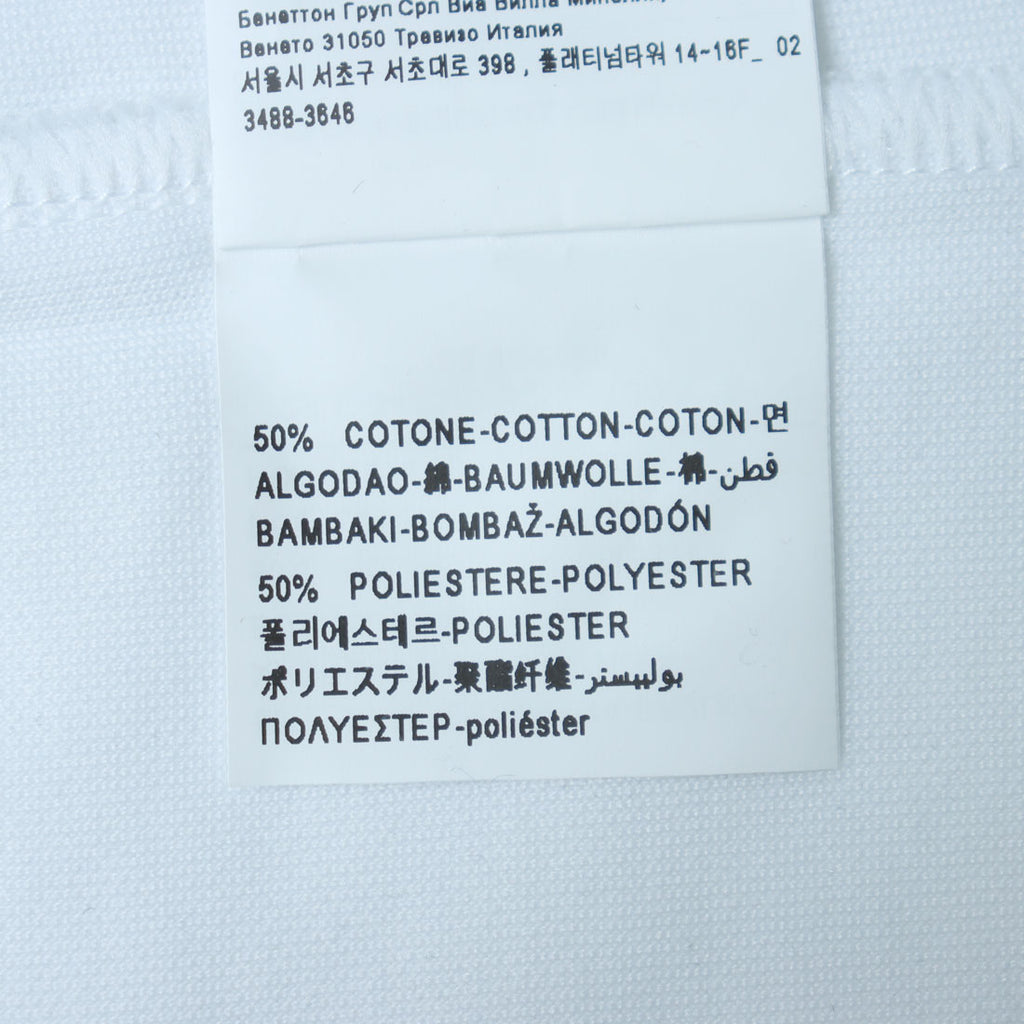 Бенеттон Груп Срл Виа Вилла
Венето 31050 Тревизо Италия
서울시 서초구 서초대로 398 , 플래티넘타워 14~16F_ 02
3488-3646
50% COTONE-COTTON-COTON-면
ALGODAO-綿-BAUMWOLLE-棉-قطن
BAMBAKI-BOMBAŽ-ALGODÓN
50% POLIESTERE-POLYESTER
폴리에스테르-POLIESTER
ポリエステル-聚酯纤维-بولييستر
ΠΟΛΥΕΣΤΕΡ-poliéster